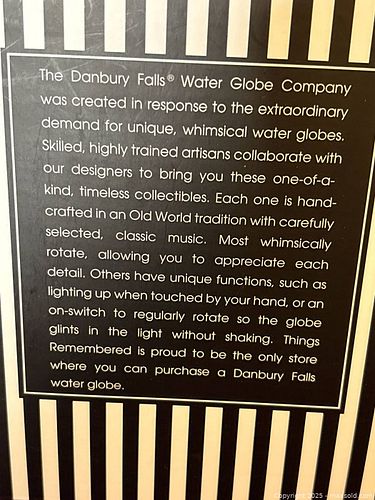 The Danbury Falls® Water Globe Company
was created in response to the extraordinary
demand for unique, whimsical water globes.
Skilled, highly trained artisans collaborate with
our designers to bring you these one-of-a-
kind, timeless collectibles. Each one is hand-
crafted in an Old World tradition with carefully
selected, classic music. Most whimsically
rotate, allowing you to appreciate each
detail. Others have unique functions, such as
lighting up when touched by your hand, or an
on-switch to regularly rotate so the globe
glints in the light without shaking. Things
Remembered is proud to be the only store
where you can purchase a Danbury Falls
water globe.
Copyright 2025 - maxsold.com